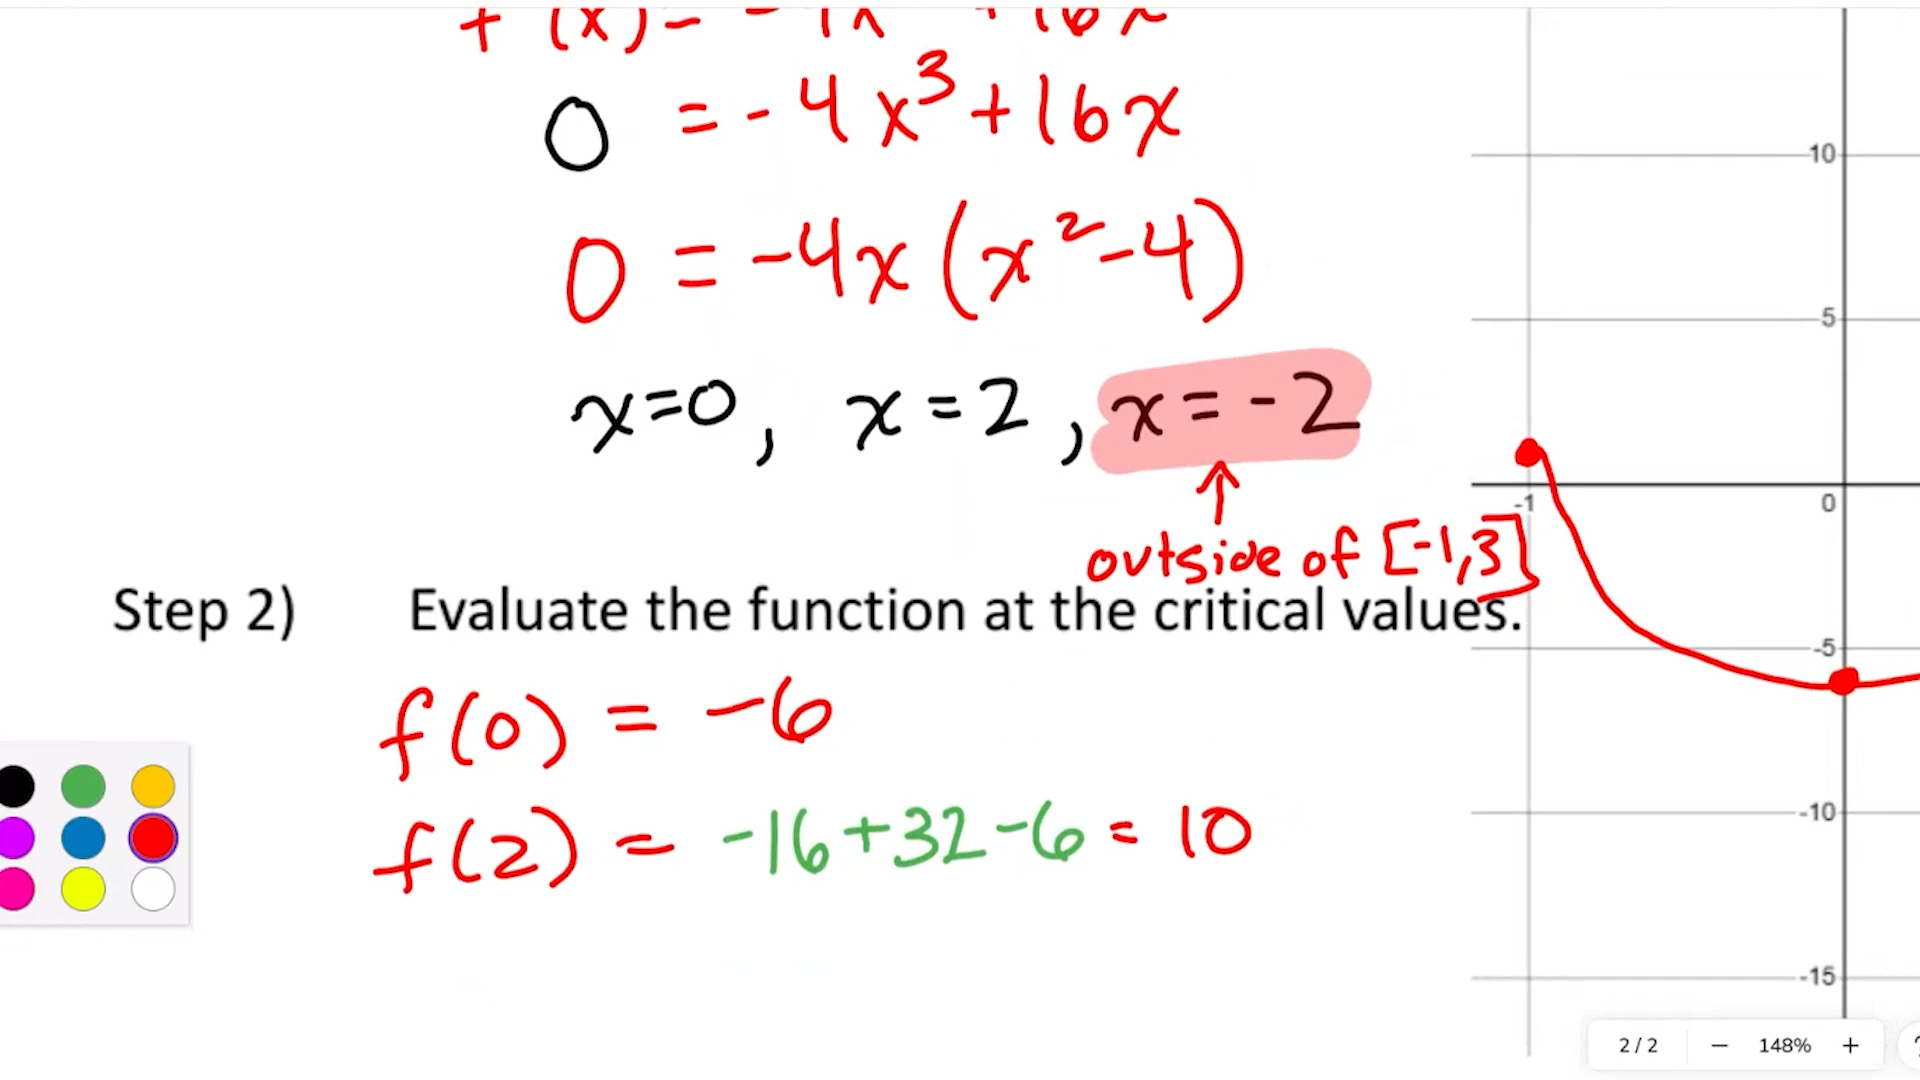 0 = -4x³+16x
0 = -4x(x²-4)
x=0, x=2, x=-2
outside of [-1,3]
Step 2) Evaluate the function at the critical values.
f(0) = -6
f(2) = -16+32-6 = 10
10
5
-1 0
-5
-10
-15
2/2 − 148% +